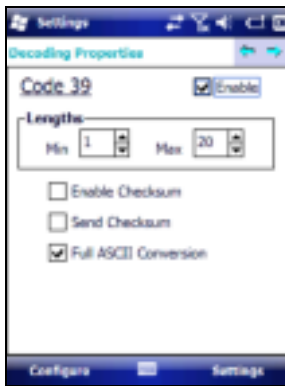 Settings
Decoding Properties
Code 39 Enable
Lengths
Min 1 Max 20
Enable Checksum
Send Checksum
Full ASCII Conversion
Configure Settings